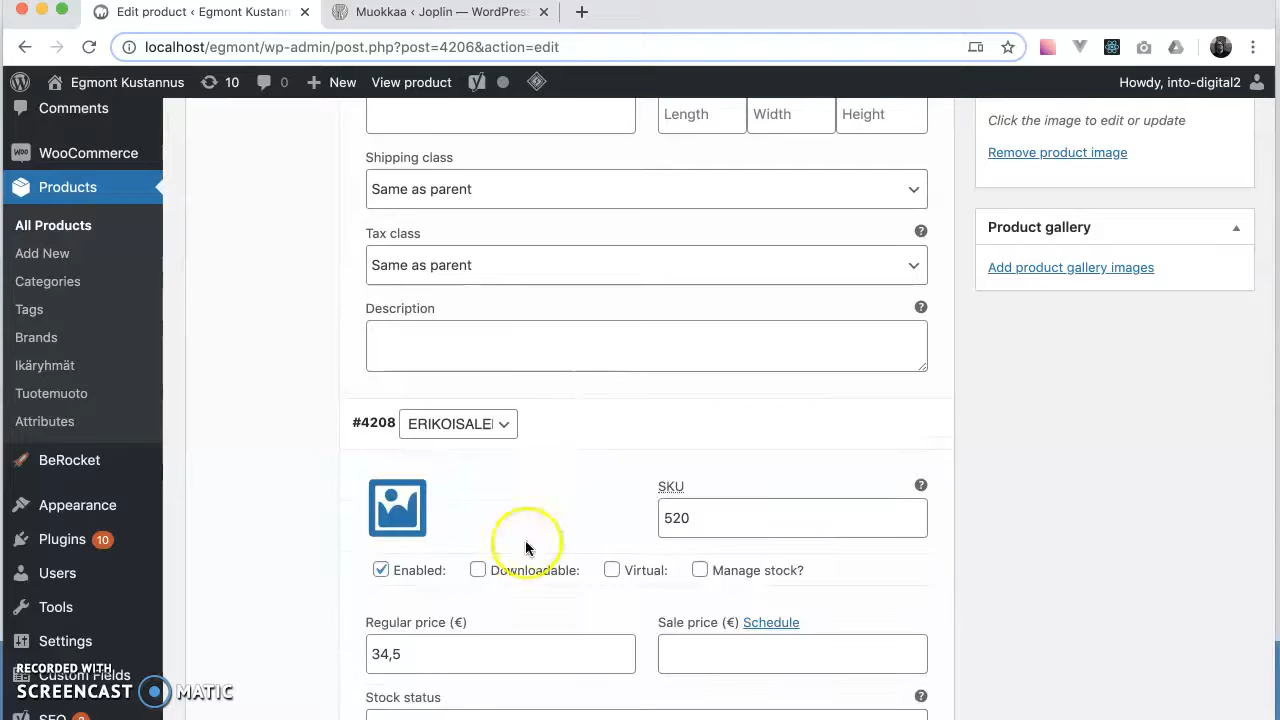 Edit product ‹ Egmont Kustann
Muokkaa ‹ Joplin — WordPress
localhost/egmont/wp-admin/post.php?post=4206&action=edit
Egmont Kustannus 10 0 New View product Howdy, into-digital2
Comments
WooCommerce
Products
All Products
Add New
Categories
Tags
Brands
Ikäryhmät
Tuotemuoto
Attributes
BeRocket
Appearance
Plugins 10
Users
Tools
Settings
Custom Fields
SEO
Length Width Height
Shipping class
Same as parent
Tax class
Same as parent
Description
#4208 ERIKOISALE
SKU
520
Enabled: Downloadable: Virtual: Manage stock?
Regular price (€) Sale price (€) Schedule
34,5
Stock status
Click the image to edit or update
Remove product image
Product gallery
Add product gallery images
RECORDED WITH
SCREENCAST MATIC